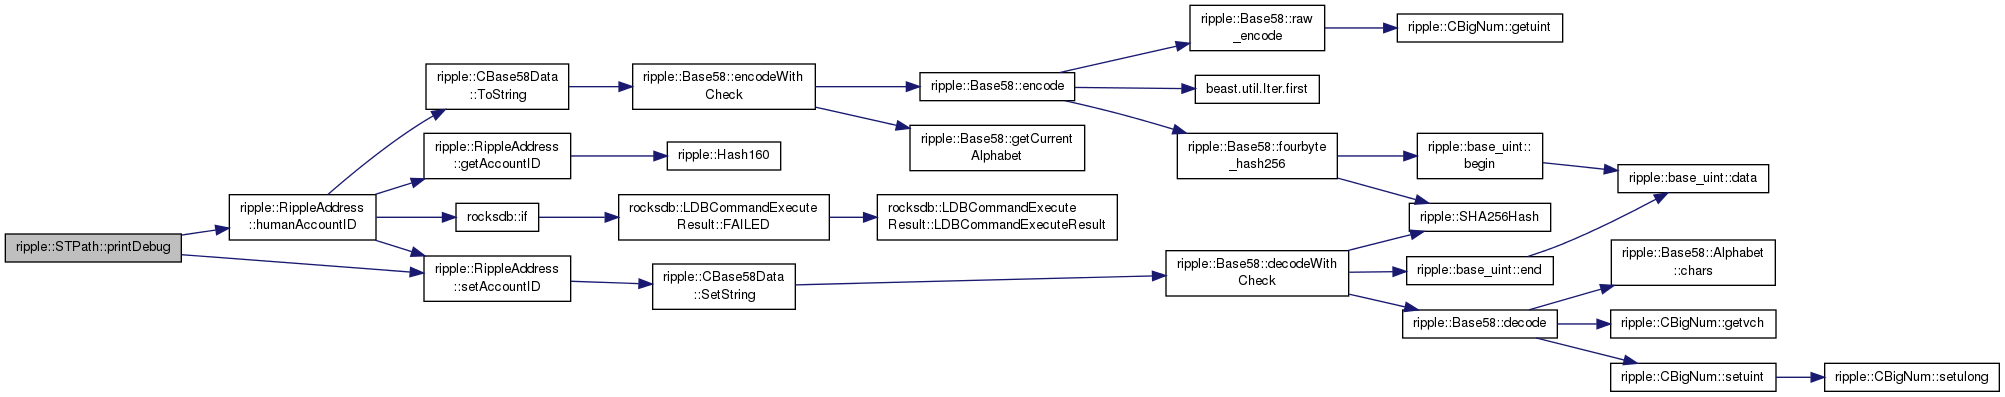 ripple::STPath::printDebug
ripple::RippleAddress
::humanAccountID
ripple::CBase58Data
::ToString
ripple::RippleAddress
::getAccountID
rocksdb::if
ripple::RippleAddress
::setAccountID
ripple::Base58::encodeWith
Check
ripple::Hash160
rocksdb::LDBCommandExecute
Result::FAILED
ripple::CBase58Data
::SetString
ripple::Base58::encode
ripple::Base58::getCurrent
Alphabet
rocksdb::LDBCommandExecute
Result::LDBCommandExecuteResult
ripple::Base58::raw
_encode
beast.util.Iter.first
ripple::Base58::fourbyte
_hash256
ripple::Base58::decodeWith
Check
ripple::CBigNum::getuint
ripple::base_uint::
begin
ripple::SHA256Hash
ripple::base_uint::end
ripple::Base58::decode
ripple::base_uint::data
ripple::Base58::Alphabet
::chars
ripple::CBigNum::getvch
ripple::CBigNum::setuint
ripple::CBigNum::setulong